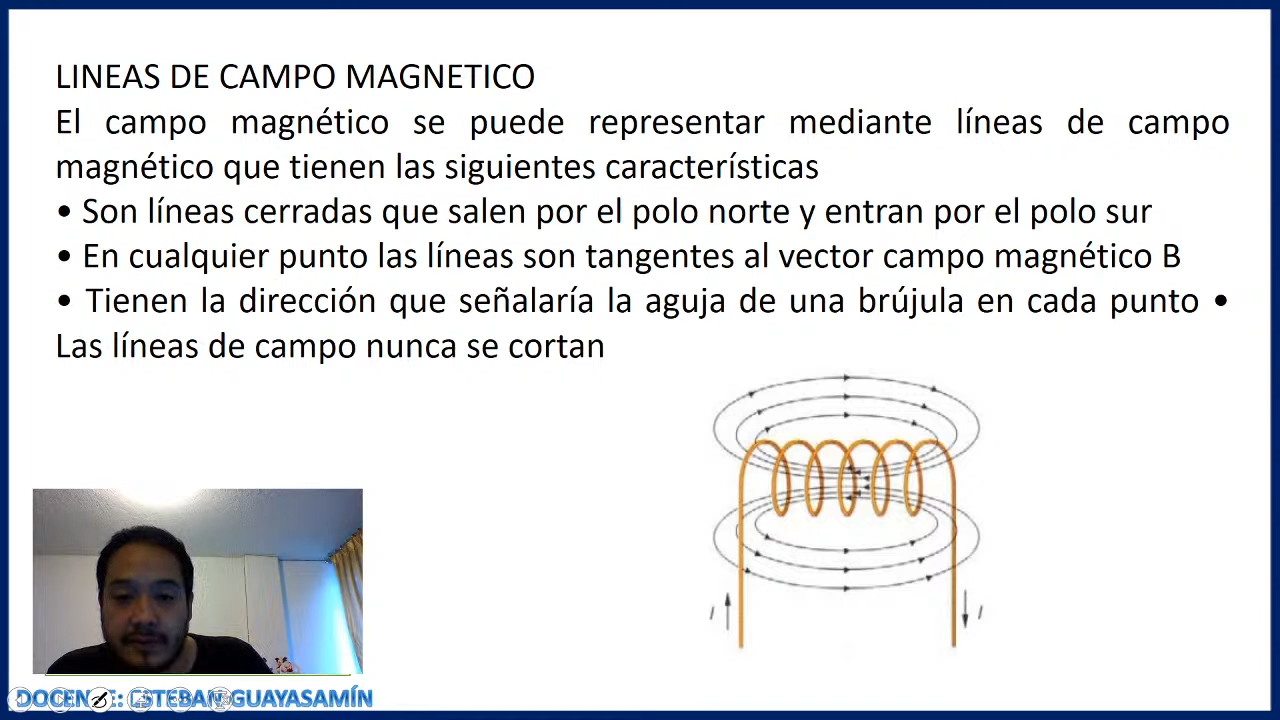 LINEAS DE CAMPO MAGNETICO
El campo magnético se puede representar mediante líneas de campo
magnético que tienen las siguientes características
• Son líneas cerradas que salen por el polo norte y entran por el polo sur
• En cualquier punto las líneas son tangentes al vector campo magnético B
• Tienen la dirección que señalaría la aguja de una brújula en cada punto •
Las líneas de campo nunca se cortan
I
I
DOCENTE: ESTEBAN GUAYASAMÍN